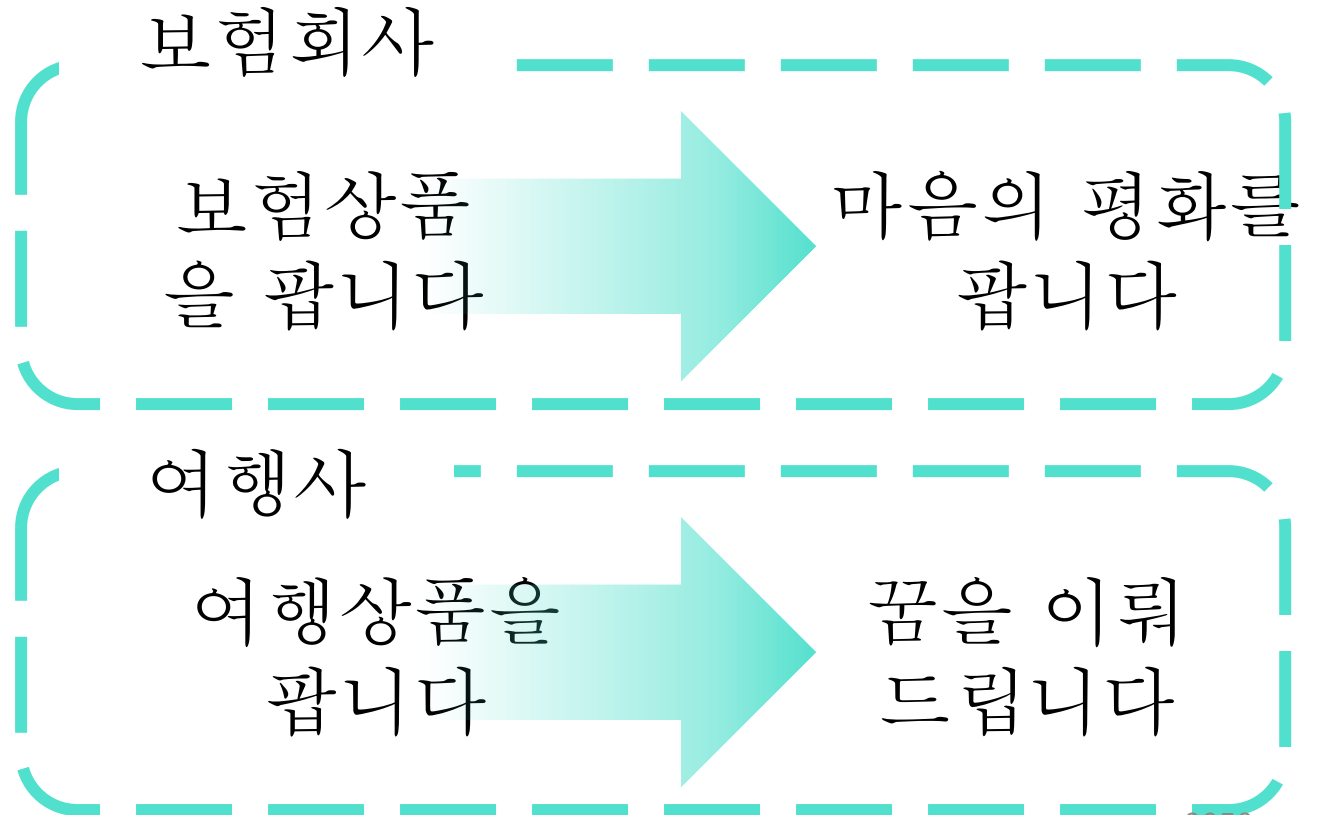 보험회사
보험상품
을 팝니다
마음의 평화를
팝니다
여행사
여행상품을
팝니다
꿈을 이뤄
드립니다